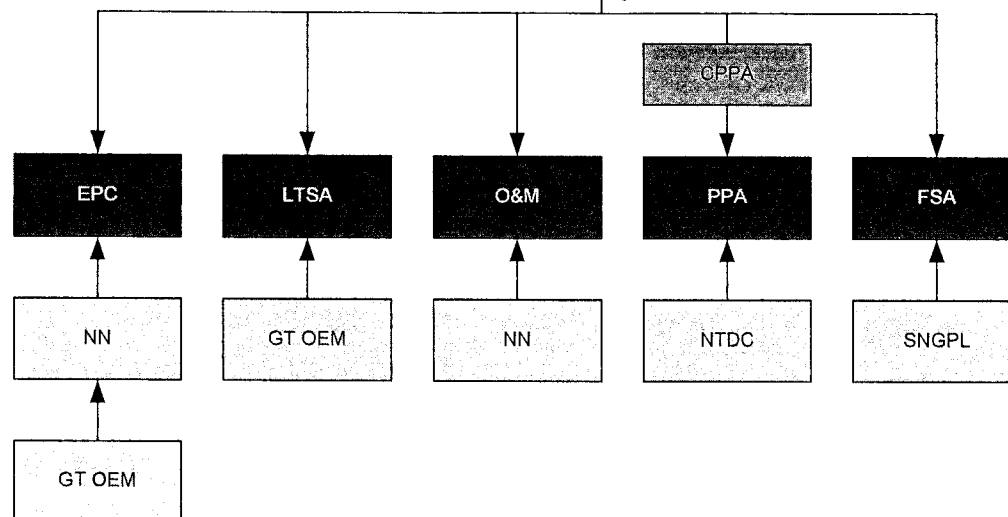 CPPA
EPC
LTSA
O&M
PPA
FSA
NN
GT OEM
NN
NTDC
SNGPL
GT OEM